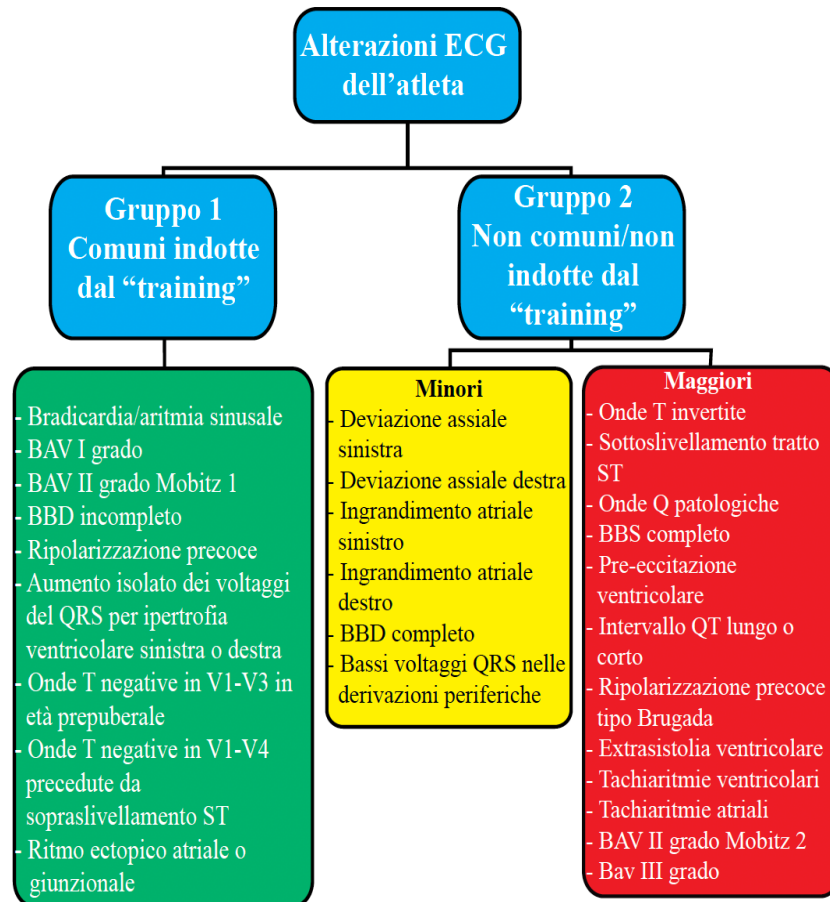 Alterazioni ECG
dell'atleta
Gruppo 1
Comuni indotte
dal “training”
Gruppo 2
Non comuni/non
indotte dal
“training”
- Bradicardia/aritmia sinusale
- BAV I grado
- BAV II grado Mobitz 1
- BBD incompleto
- Ripolarizzazione precoce
- Aumento isolato dei voltaggi
del QRS per ipertrofia
ventricolare sinistra o destra
- Onde T negative in V1-V3 in
età prepuberale
- Onde T negative in V1-V4
precedute da
sopraslivellamento ST
- Ritmo ectopico atriale o
giunzionale
Minori
- Deviazione assiale
sinistra
- Deviazione assiale destra
- Ingrandimento atriale
sinistro
- Ingrandimento atriale
destro
- BBD completo
- Bassi voltaggi QRS nelle
derivazioni periferiche
Maggiori
- Onde T invertite
- Sottoslivellamento tratto
ST
- Onde Q patologiche
- BBS completo
- Pre-eccitazione
ventricolare
- Intervallo QT lungo o
corto
- Ripolarizzazione precoce
tipo Brugada
- Extrasistolia ventricolare
- Tachiaritmie ventricolari
- Tachiaritmie atriali
- BAV II grado Mobitz 2
- Bav III grado